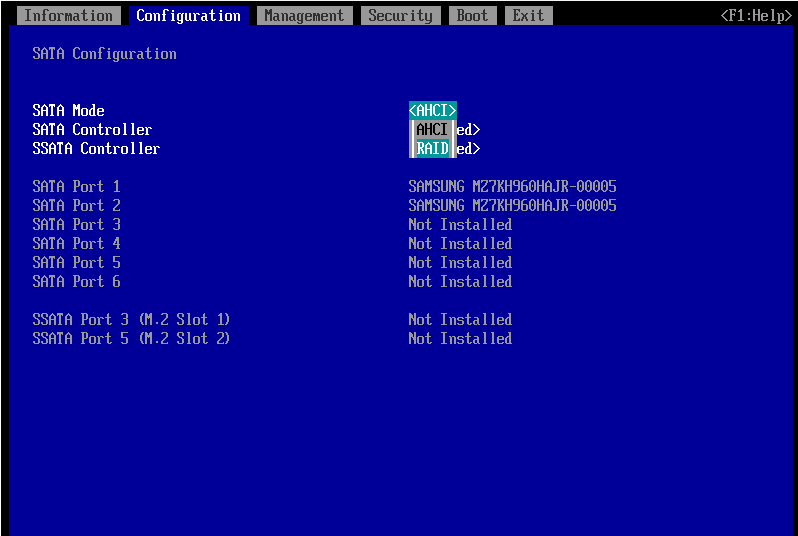 Information Configuration Management Security Boot Exit <F1:Help>
SATA Configuration
SATA Mode <AHCI>
SATA Controller AHCI ed>
SSATA Controller RAID ed>
SATA Port 1 SAMSUNG MZ7KH960HAJR-00005
SATA Port 2 SAMSUNG MZ7KH960HAJR-00005
SATA Port 3 Not Installed
SATA Port 4 Not Installed
SATA Port 5 Not Installed
SATA Port 6 Not Installed
SSATA Port 3 (M.2 Slot 1) Not Installed
SSATA Port 5 (M.2 Slot 2) Not Installed